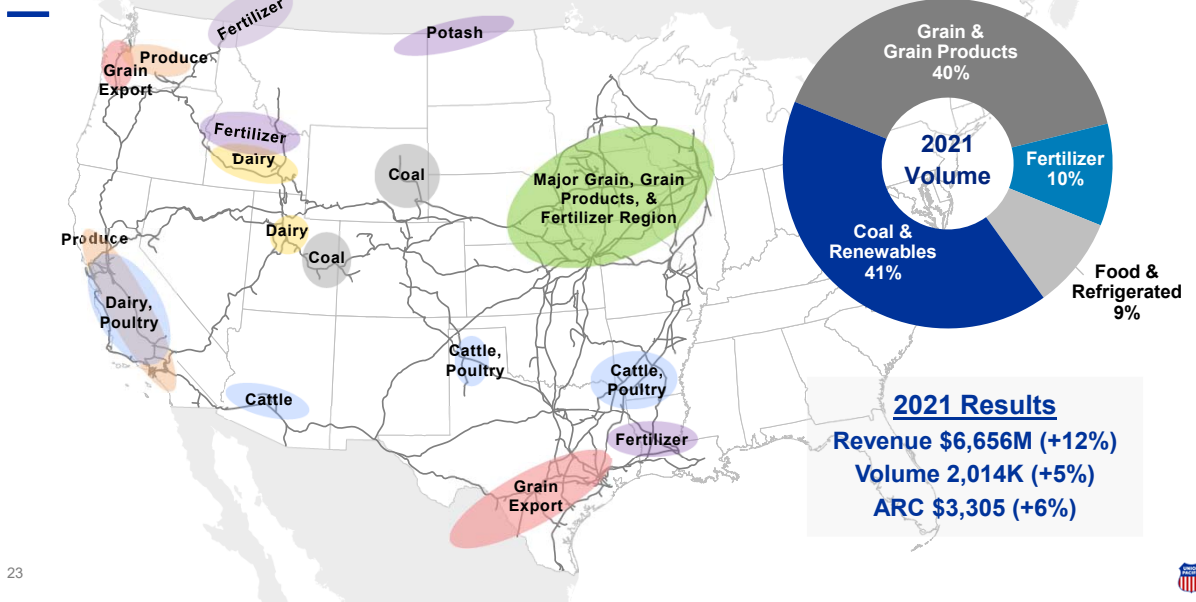 Fertilizer
Potash
Produce
Grain
Export
Fertilizer
Dairy
Coal
Major Grain, Grain
Products, &
Fertilizer Region
Produce
Dairy
Coal
Dairy,
Poultry
Cattle,
Poultry
Cattle,
Poultry
Cattle
Fertilizer
Grain
Export
Grain &
Grain Products
40%
2021
Volume
Fertilizer
10%
Coal &
Renewables
41%
Food &
Refrigerated
9%
2021 Results
Revenue $6,656M (+12%)
Volume 2,014K (+5%)
ARC $3,305 (+6%)
23
UNION
PACIFIC